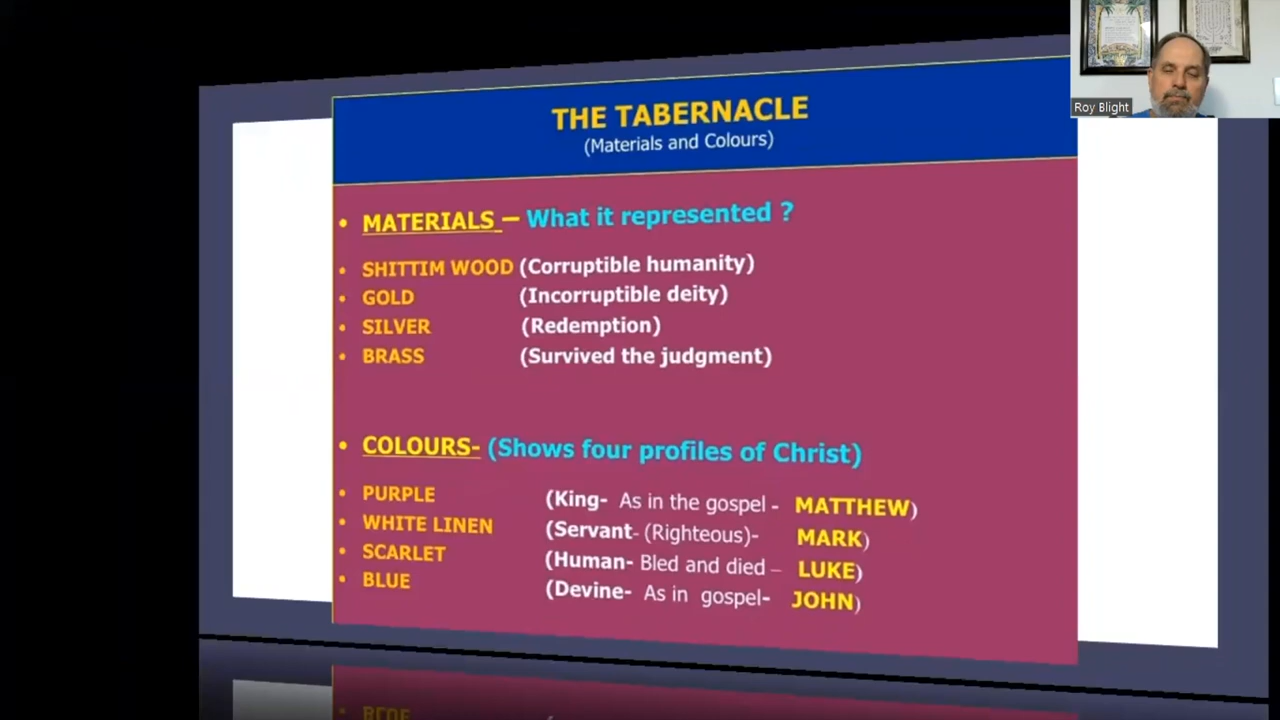 THE TABERNACLE
(Materials and Colours)
Roy Blight
• MATERIALS – What it represented ?
• SHITTIM WOOD (Corruptible humanity)
• GOLD (Incorruptible deity)
• SILVER (Redemption)
• BRASS (Survived the judgment)
• COLOURS- (Shows four profiles of Christ)
• PURPLE (King- As in the gospel - MATTHEW)
• WHITE LINEN (Servant- (Righteous)- MARK)
• SCARLET (Human- Bled and died – LUKE)
• BLUE (Devine- As in gospel- JOHN)